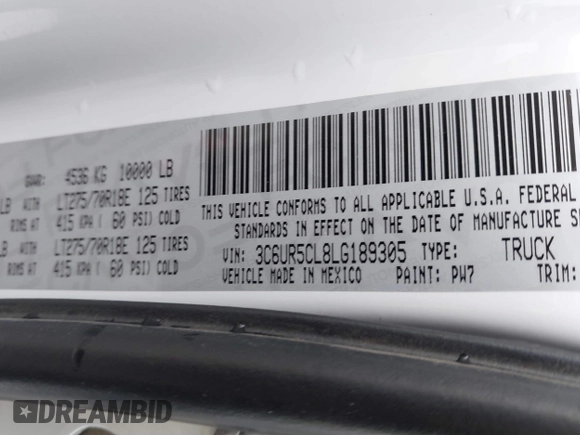 GVWR: 4536 KG 10000 LB
LB WITH LT275/70R18E 125 TIRES
RIMS AT 415 KPA ( 60 PSI) COLD
LB WITH LT275/70R18E 125 TIRES
RIMS AT 415 KPA ( 60 PSI) COLD
THIS VEHICLE CONFORMS TO ALL APPLICABLE U.S.A. FEDERAL
STANDARDS IN EFFECT ON THE DATE OF MANUFACTURE S
VIN: 3C6UR5CL8LG189305 TYPE: TRUCK
VEHICLE MADE IN MEXICO PAINT: PW7 TRIM:
DREAMBID